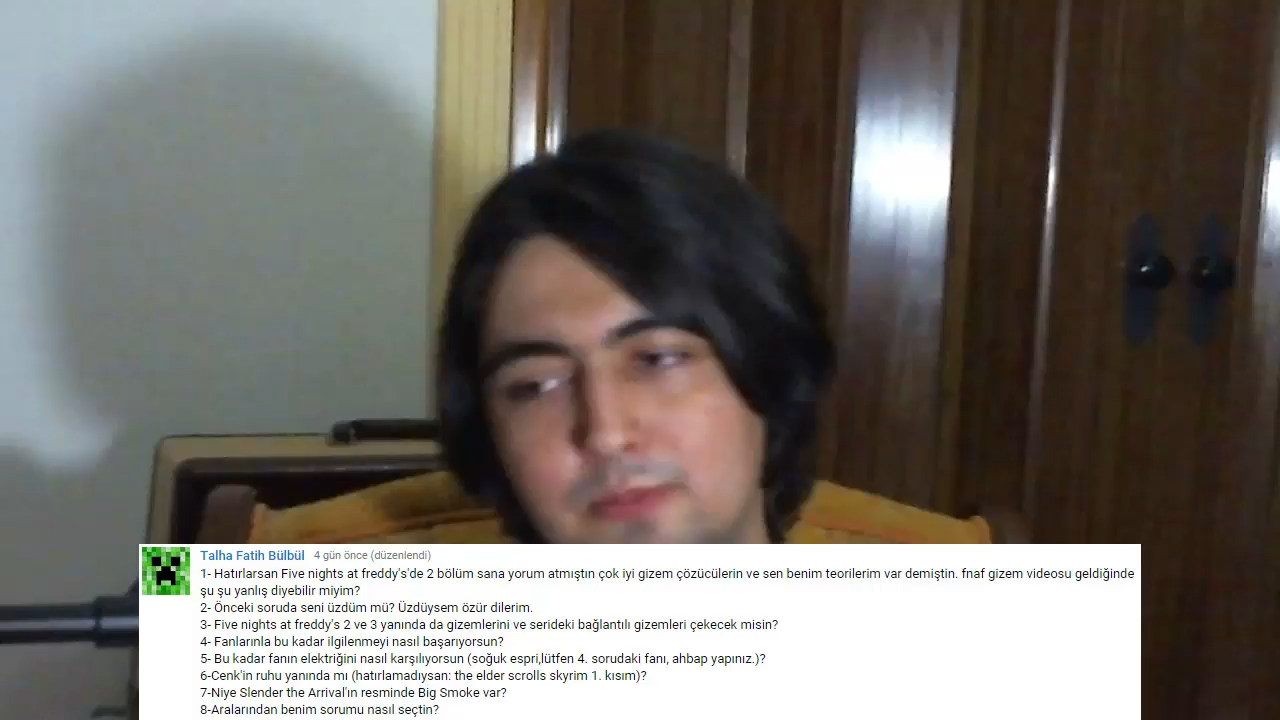 Talha Fatih Bülbül 4 gün önce (düzenlendi)
1- Hatırlarsan Five nights at freddy's'de 2 bölüm sana yorum atmıştın çok iyi gizem çözücülerin ve sen benim teorilerim var demiştin. fnaf gizem videosu geldiğinde
şu şu yanlış diyebilir miyim?
2- Önceki soruda seni üzdüm mü? Üzdüysem özür dilerim.
3- Five nights at freddy's 2 ve 3 yanında da gizemlerini ve serideki bağlantılı gizemleri çekecek misin?
4- Fanlarınla bu kadar ilgilenmeyi nasıl başarıyorsun?
5- Bu kadar fanın elektriğini nasıl karşılıyorsun (soğuk espri,lütfen 4. sorudaki fanı, ahbap yapınız.)?
6-Cenk'in ruhu yanında mı (hatırlamadıysan: the elder scrolls skyrim 1. kısım)?
7-Niye Slender the Arrival'ın resminde Big Smoke var?
8-Aralarından benim sorumu nasıl seçtin?